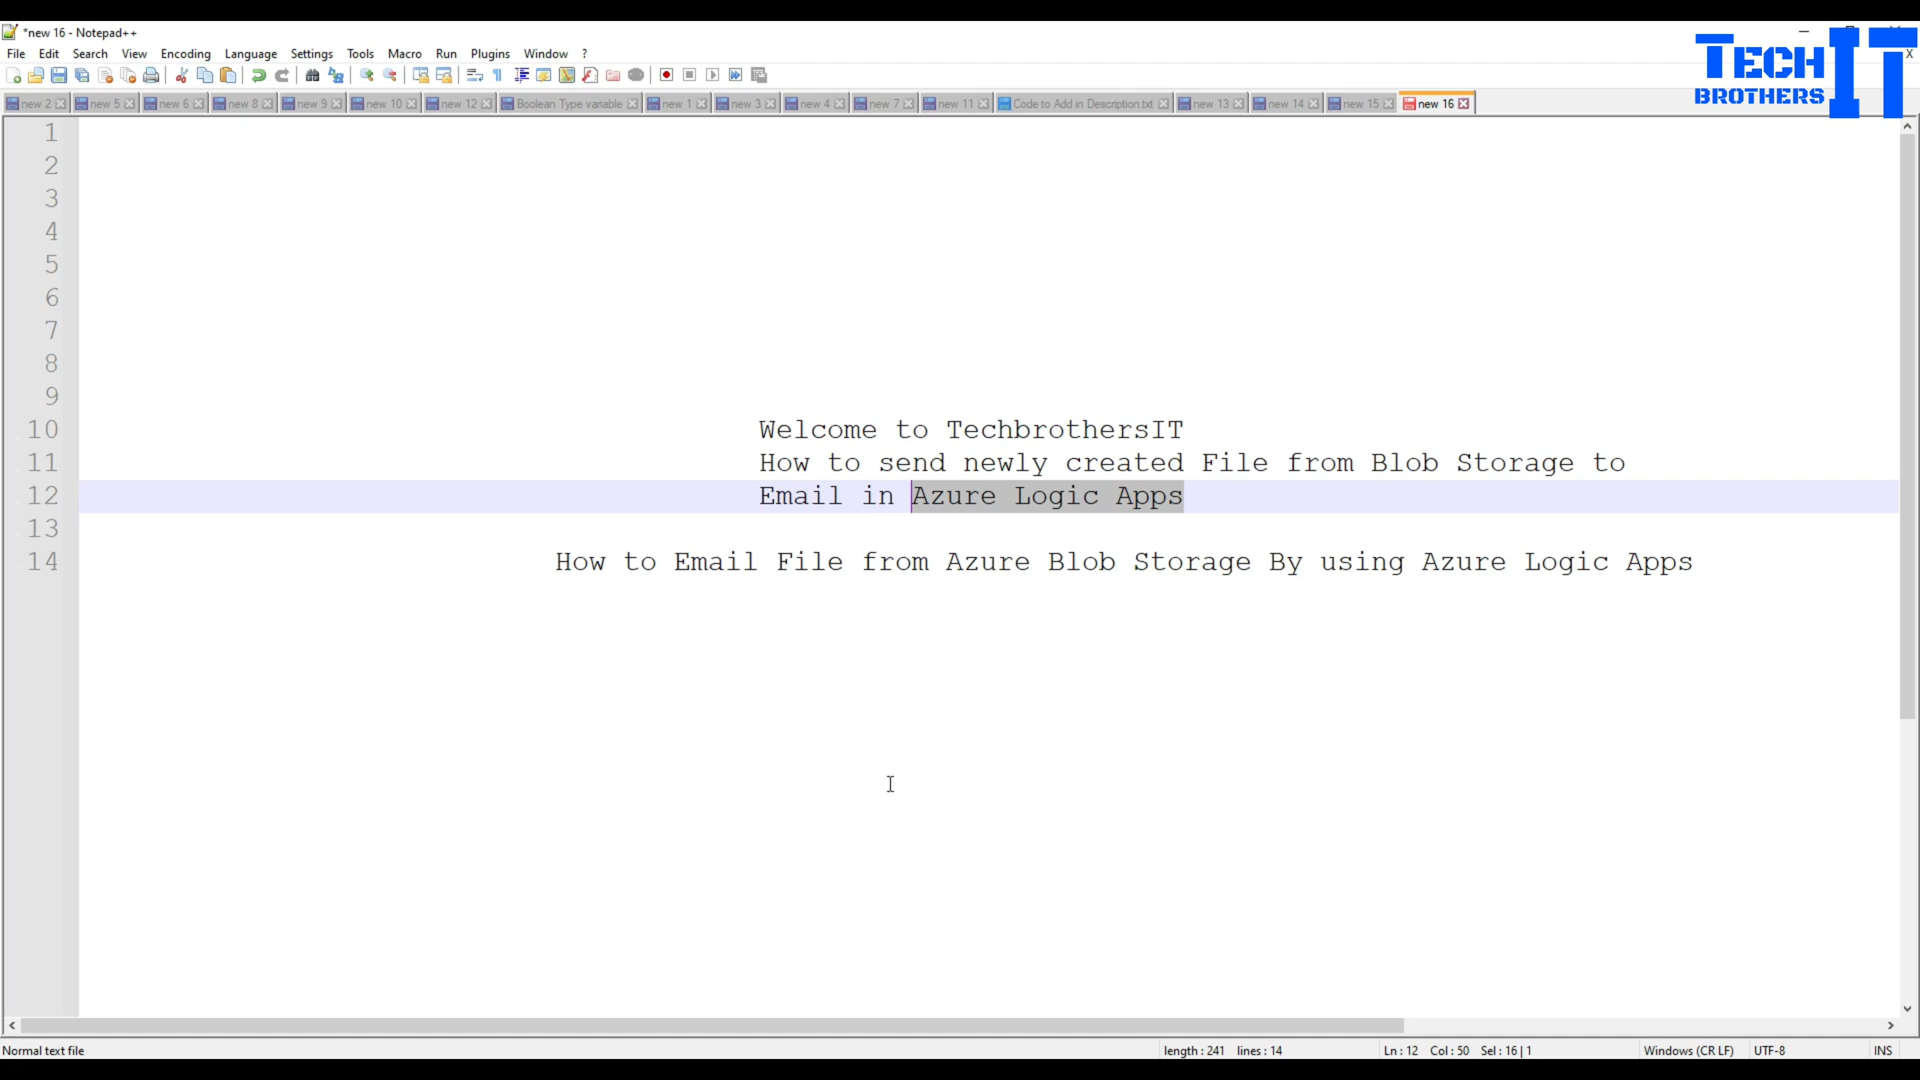 *new 16 - Notepad++
TECH IT
BROTHERS
File Edit Search View Encoding Language Settings Tools Macro Run Plugins Window ? X
new 2 new 5 new 6 new 8 new 9 new 10 new 12 Boolean Type variable new 1 new 3 new 4 new 7 new 11 Code to Add in Description.txt new 13 new 14 new 15 new 16
1
2
3
4
5
6
7
8
9
10 Welcome to TechbrothersIT
11 How to send newly created File from Blob Storage to
12 Email in Azure Logic Apps
13
14 How to Email File from Azure Blob Storage By using Azure Logic Apps
Normal text file length : 241 lines : 14 Ln : 12 Col : 50 Sel : 16 | 1 Windows (CR LF) UTF-8 INS